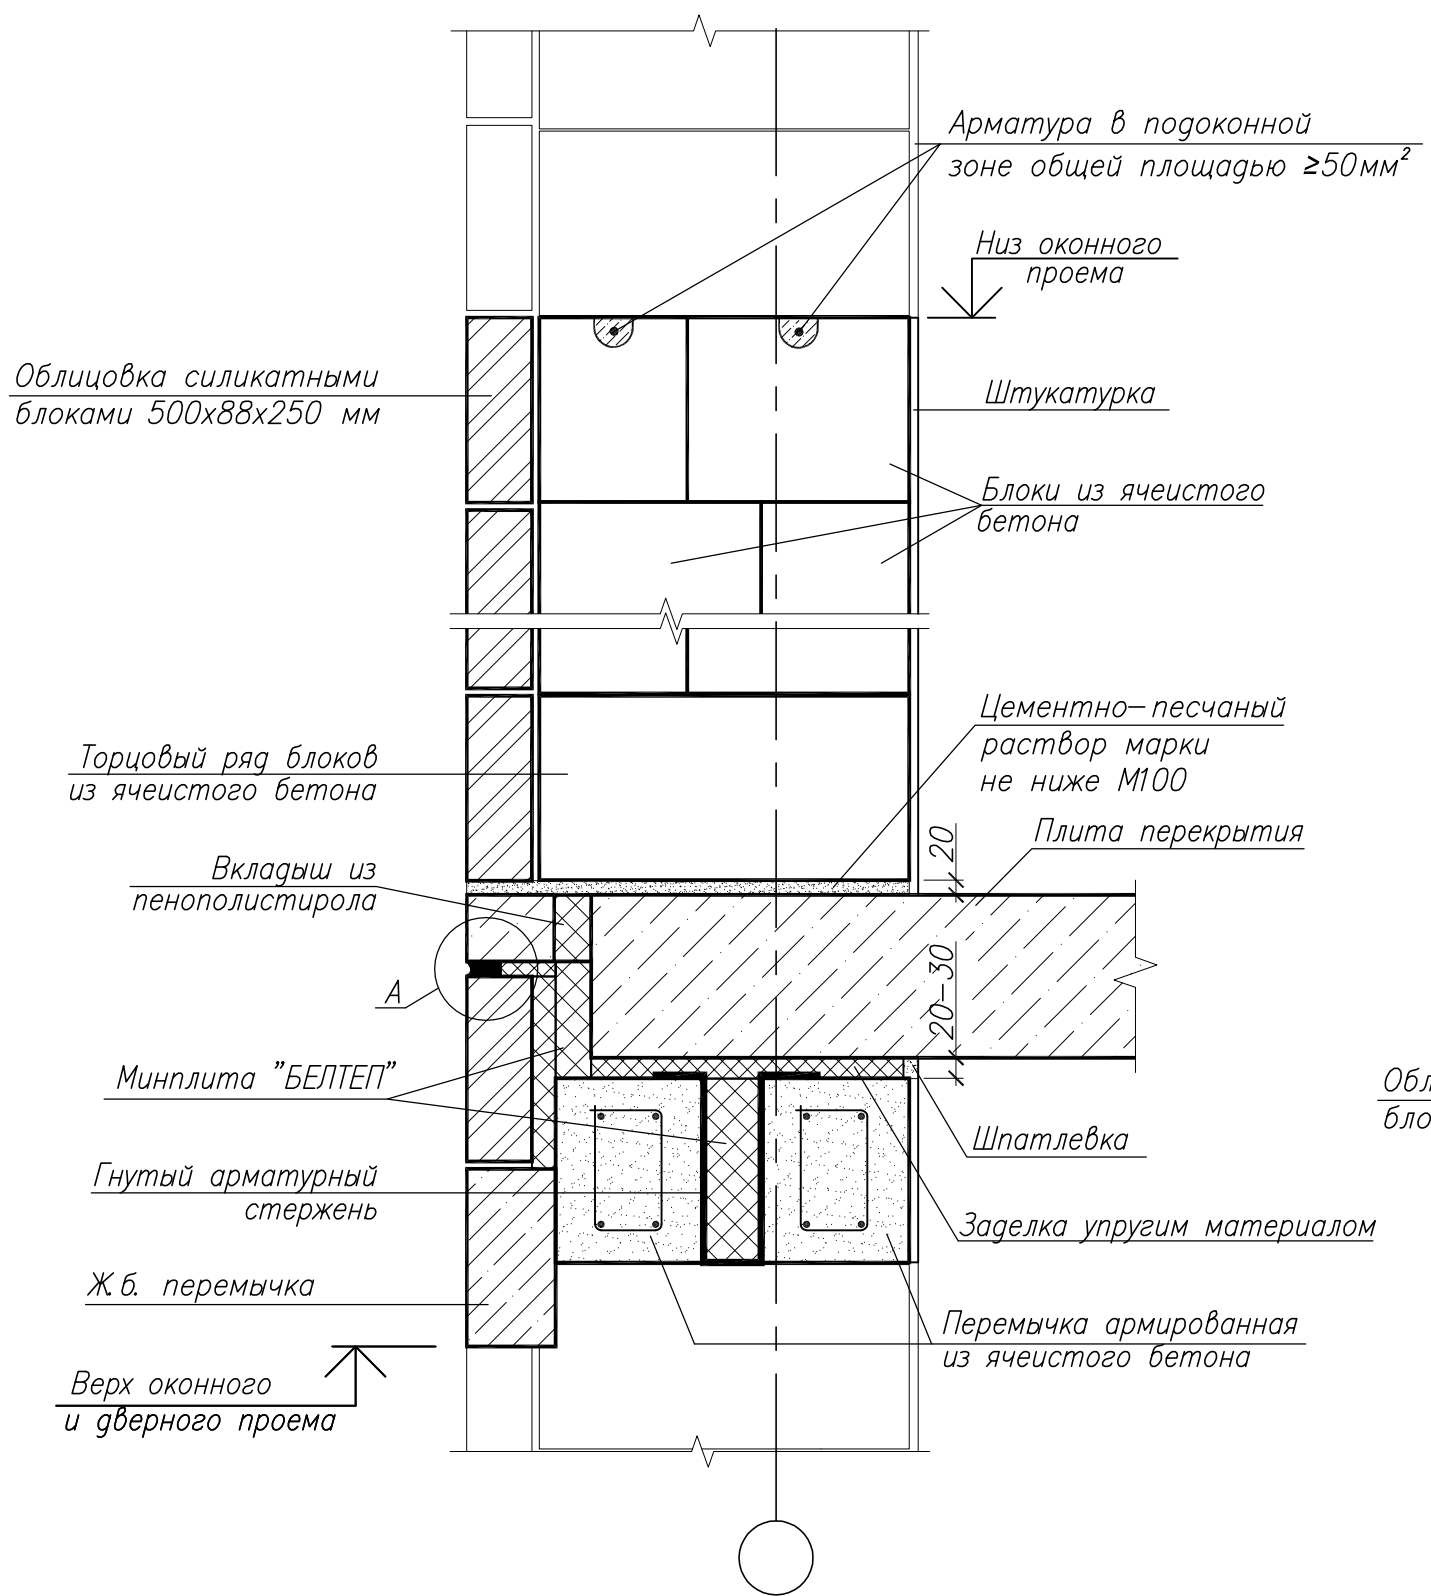 Арматура в подоконной
зоне общей площадью ≥50мм²
Низ оконного
проема
Облицовка силикатными
блоками 500х88х250 мм
Штукатурка
Блоки из ячеистого
бетона
Цементно-песчаный
раствор марки
не ниже М100
Торцовый ряд блоков
из ячеистого бетона
20
Плита перекрытия
Вкладыш из
пенополистирола
А
20-30
Минплита "БЕЛТЕП"
Обл
бло
Шпатлевка
Гнутый арматурный
стержень
Заделка упругим материалом
Ж.б. перемычка
Перемычка армированная
из ячеистого бетона
Верх оконного
и дверного проема